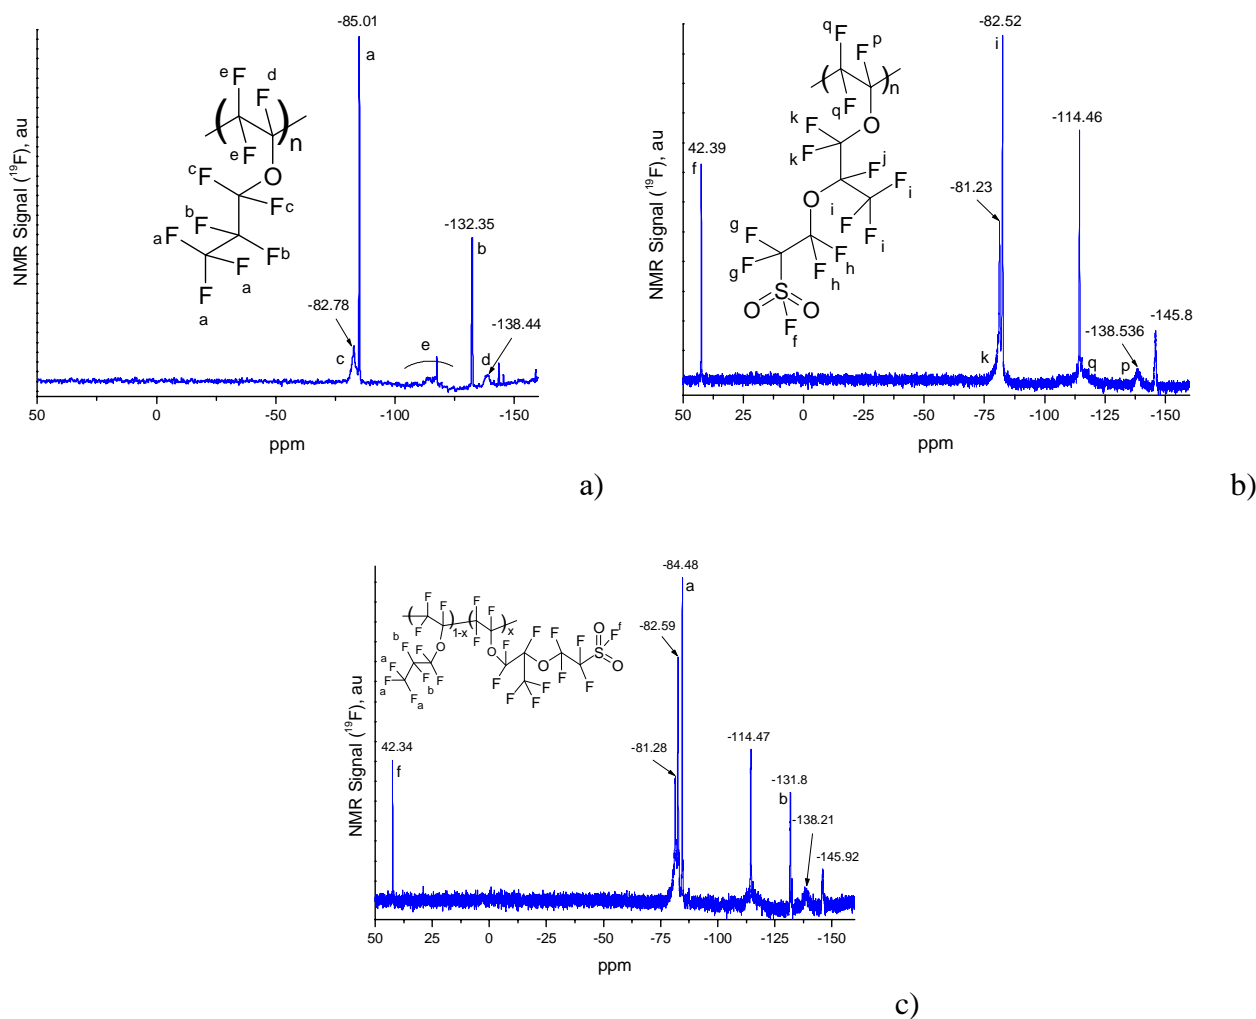 -85.01
a
e F
d
F
( )
n
e F
c F
O
F c
b F
F
a F
F b
F
a
F
a
-132.35
b
-82.78
c
e
-138.44
d
NMR Signal (19F), au
50
0
-50
-100
-150
ppm
a)
-82.52
i
q F
p
F
( )
n
q F
k
F
O
F
k
j
F
F i
O
i
F
F
i
g
F
F
g
F h
F
h
S
O
O
F
f
42.39
f
-81.23
-114.46
-145.8
-138.536
k
q
p
NMR Signal (19F), au
50
25
0
-25
-50
-75
-100
-125
-150
ppm
b)
-84.48
a
-82.59
-81.28
-114.47
-131.8
b
-138.21
-145.92
42.34
f
F
F
F
( )
1-x
F
F
F
( )
x
b
F
O
O
F
F
F
F
F
O
F f
S
O
O
a
F
F
F
F
F
a
F
a
b
F
F
O
F
F
F
F
F
NMR Signal (19F), au
50
25
0
-25
-50
-75
-100
-125
-150
ppm
c)